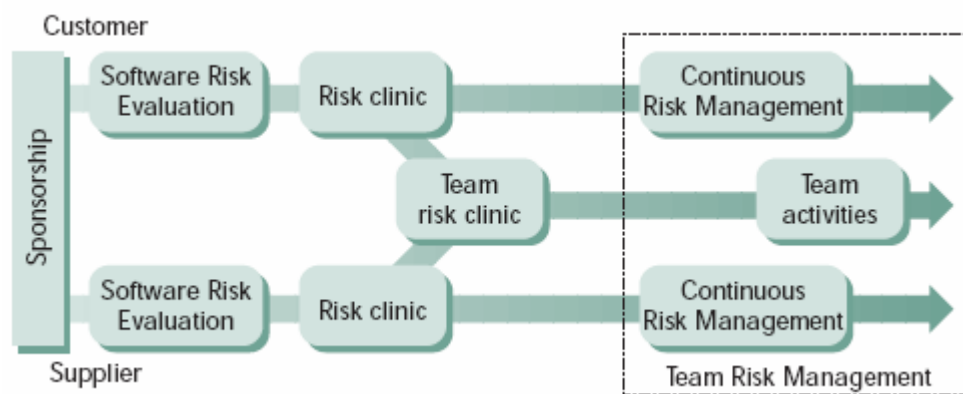 Customer
Sponsorship
Software Risk
Evaluation
Risk clinic
Continuous
Risk Management
Team
risk clinic
Team
activities
Software Risk
Evaluation
Risk clinic
Continuous
Risk Management
Supplier
Team Risk Management